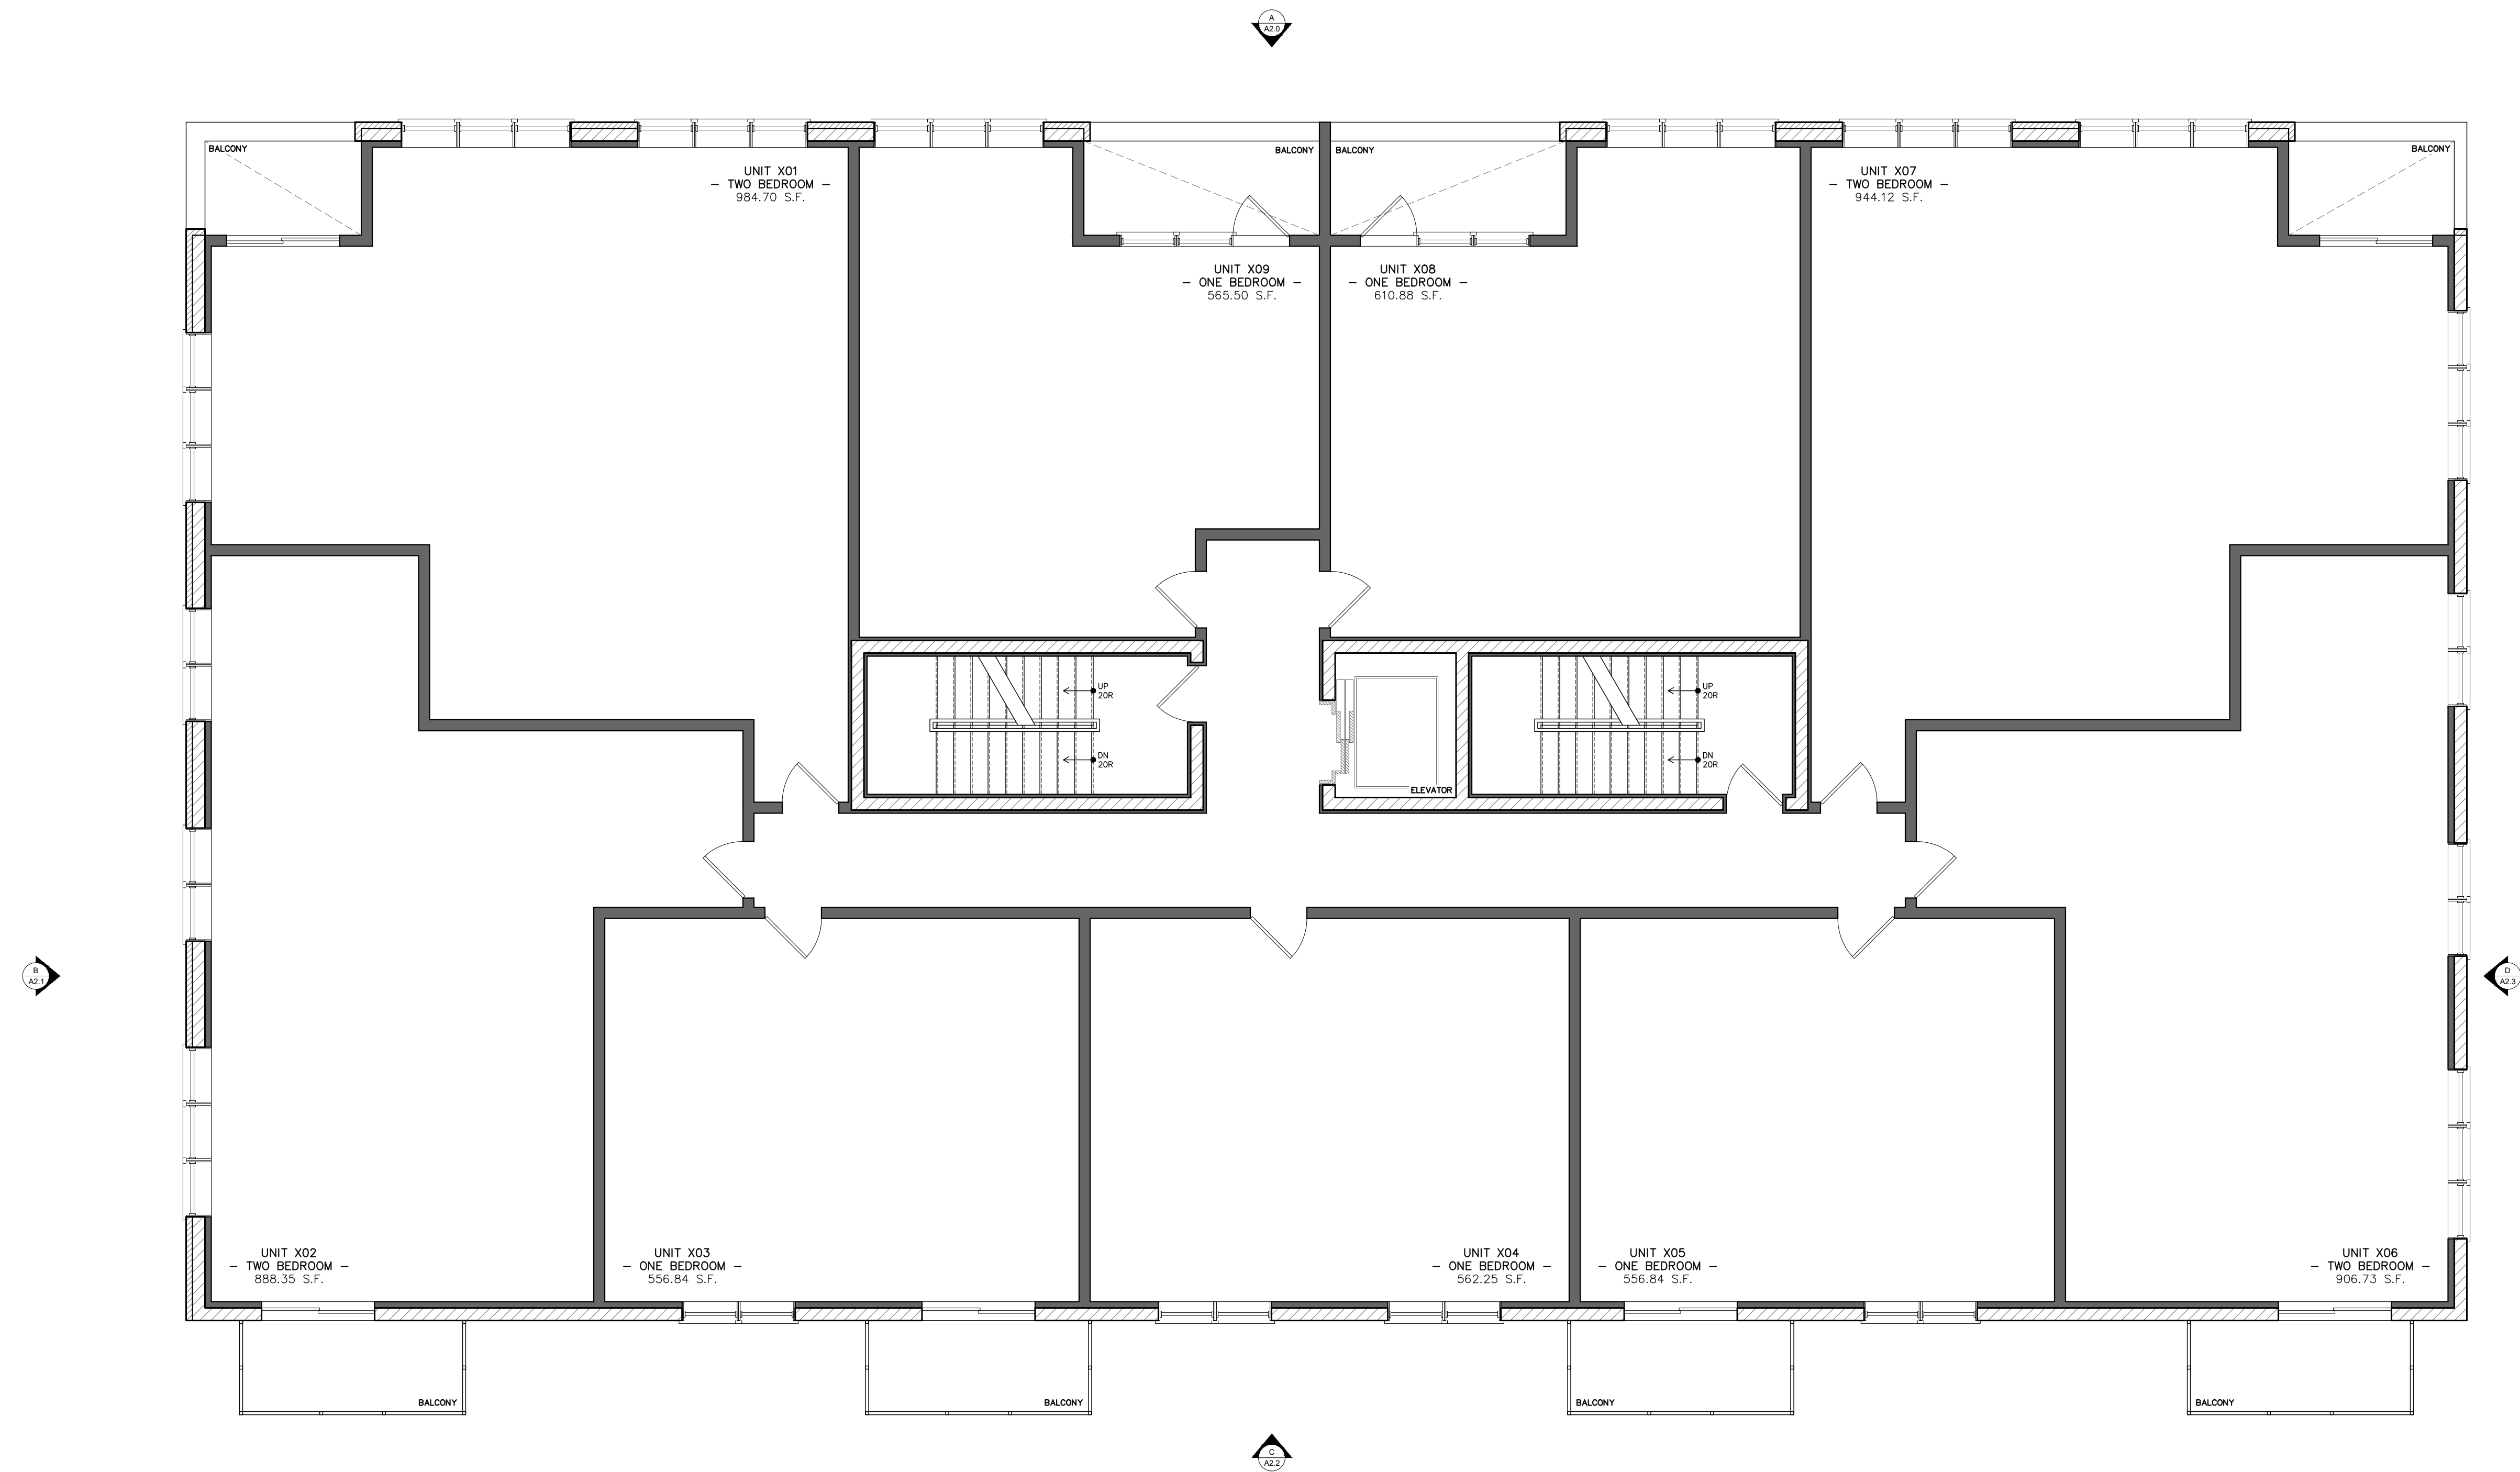 A
A2.0
BALCONY
BALCONY
BALCONY
BALCONY
UNIT X01
- TWO BEDROOM -
984.70 S.F.
UNIT X07
- TWO BEDROOM -
944.12 S.F.
UNIT X09
- ONE BEDROOM -
565.50 S.F.
UNIT X08
- ONE BEDROOM -
610.88 S.F.
UP
20R
DN
20R
ELEVATOR
UP
20R
DN
20R
B
A2.1
D
A2.3
UNIT X02
- TWO BEDROOM -
888.35 S.F.
UNIT X03
- ONE BEDROOM -
556.84 S.F.
UNIT X04
- ONE BEDROOM -
562.25 S.F.
UNIT X05
- ONE BEDROOM -
556.84 S.F.
UNIT X06
- TWO BEDROOM -
906.73 S.F.
BALCONY
BALCONY
BALCONY
BALCONY
C
A2.2